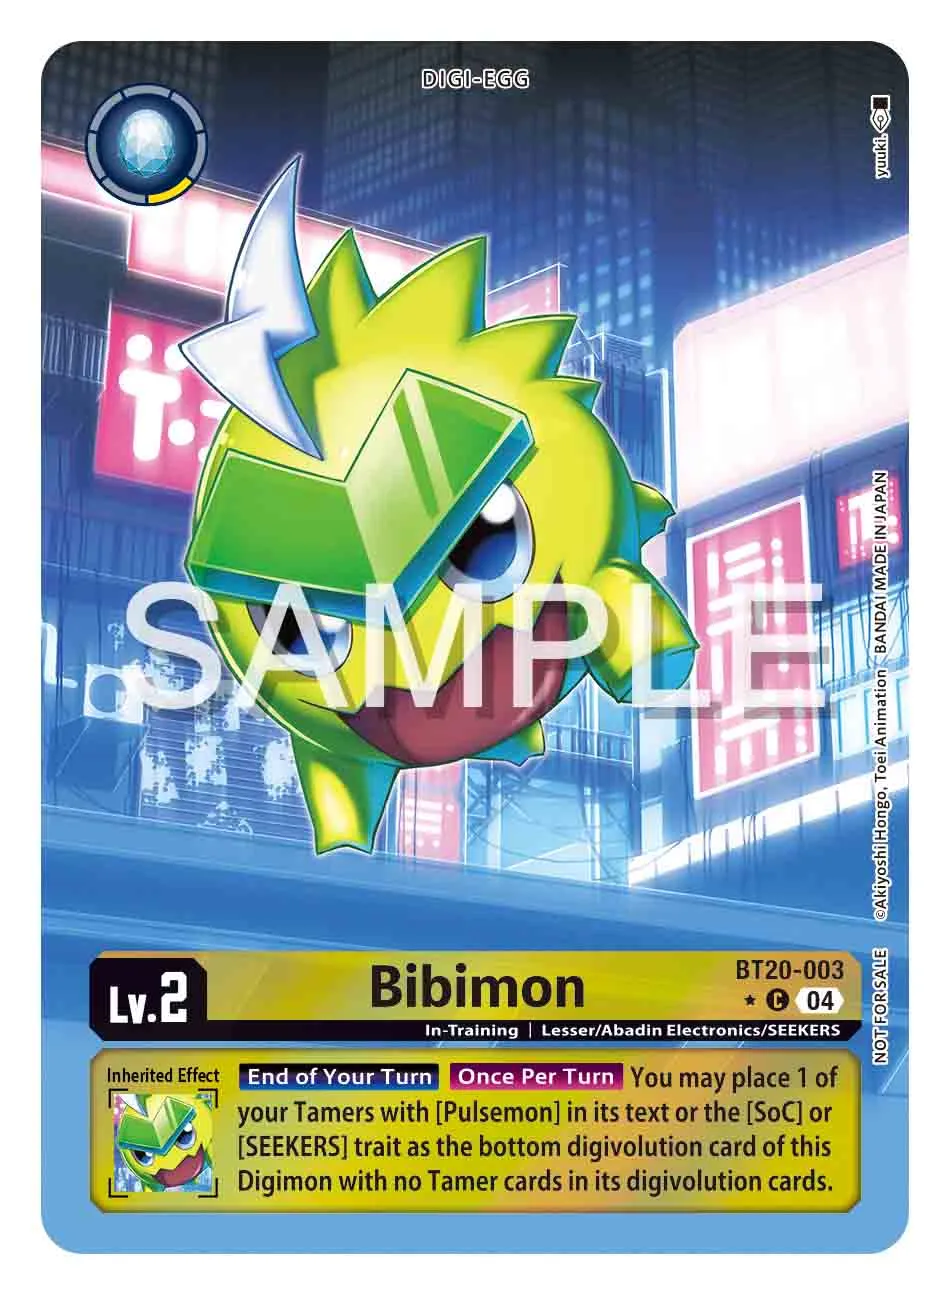 DIGI-EGG
yuuki.
SAMPLE
BANDAI MADE IN JAPAN
©Akiyoshi Hongo, Toei Animation
NOT FOR SALE
Lv.2
Bibimon
BT20-003
★ C 04
In-Training | Lesser/Abadin Electronics/SEEKERS
Inherited Effect
End of Your Turn Once Per Turn You may place 1 of
your Tamers with [Pulsemon] in its text or the [SoC] or
[SEEKERS] trait as the bottom digivolution card of this
Digimon with no Tamer cards in its digivolution cards.